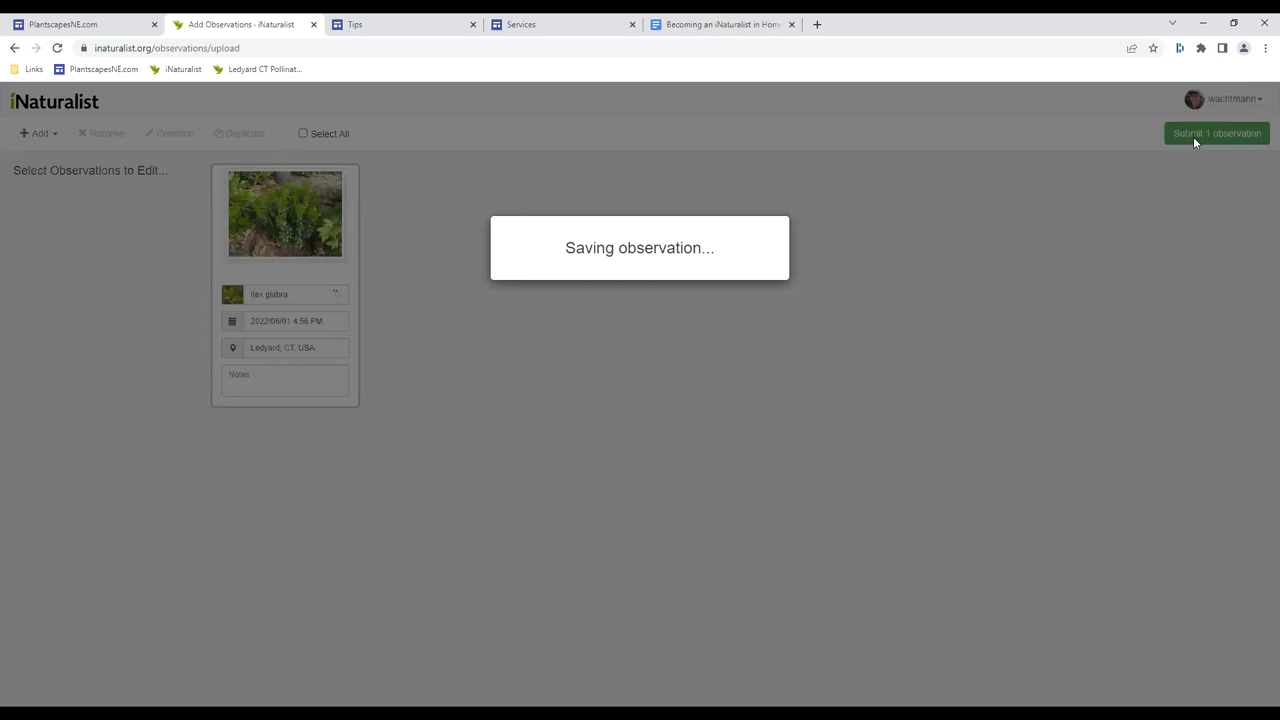 PlantscapesNE.com
Add Observations · iNaturalist
Tips
Services
Becoming an iNaturalist in Home
inaturalist.org/observations/upload
Links
PlantscapesNE.com
iNaturalist
Ledyard CT Pollinat...
iNaturalist
wachtmann
Add
Remove
Combine
Duplicate
Select All
Submit 1 observation
Select Observations to Edit...
Saving observation...
Ilex glabra
2022/06/01 4:56 PM
Ledyard, CT, USA
Notes